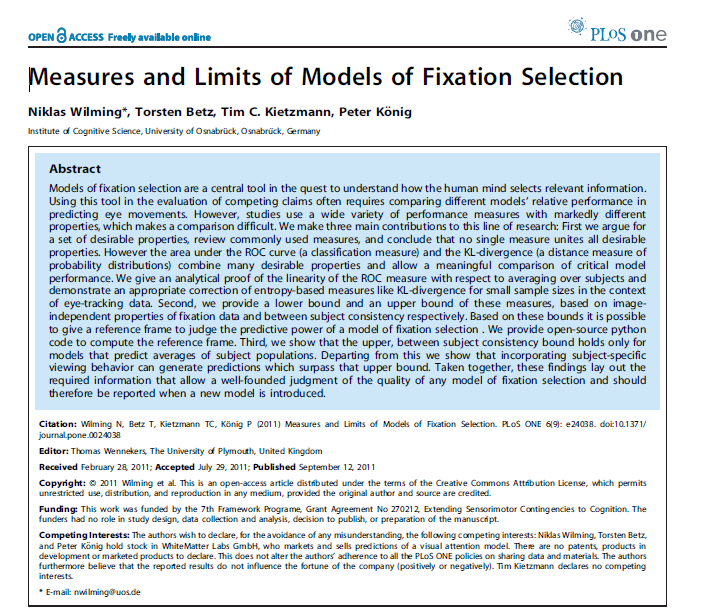 OPEN ACCESS Freely available online
PLoS one
Measures and Limits of Models of Fixation Selection
Niklas Wilming*, Torsten Betz, Tim C. Kietzmann, Peter König
Institute of Cognitive Science, University of Osnabrück, Osnabrück, Germany
Abstract
Models of fixation selection are a central tool in the quest to understand how the human mind selects relevant information.
Using this tool in the evaluation of competing claims often requires comparing different models' relative performance in
predicting eye movements. However, studies use a wide variety of performance measures with markedly different
properties, which makes a comparison difficult. We make three main contributions to this line of research: First we argue for
a set of desirable properties, review commonly used measures, and conclude that no single measure unites all desirable
properties. However the area under the ROC curve (a classification measure) and the KL-divergence (a distance measure of
probability distributions) combine many desirable properties and allow a meaningful comparison of critical model
performance. We give an analytical proof of the linearity of the ROC measure with respect to averaging over subjects and
demonstrate an appropriate correction of entropy-based measures like KL-divergence for small sample sizes in the context
of eye-tracking data. Second, we provide a lower bound and an upper bound of these measures, based on image-
independent properties of fixation data and between subject consistency respectively. Based on these bounds it is possible
to give a reference frame to judge the predictive power of a model of fixation selection . We provide open-source python
code to compute the reference frame. Third, we show that the upper, between subject consistency bound holds only for
models that predict averages of subject populations. Departing from this we show that incorporating subject-specific
viewing behavior can generate predictions which surpass that upper bound. Taken together, these findings lay out the
required information that allow a well-founded judgment of the quality of any model of fixation selection and should
therefore be reported when a new model is introduced.
Citation: Wilming N, Betz T, Kietzmann TC, König P (2011) Measures and Limits of Models of Fixation Selection. PLoS ONE 6(9): e24038. doi:10.1371/
journal.pone.0024038
Editor: Thomas Wennekers, The University of Plymouth, United Kingdom
Received February 28, 2011; Accepted July 29, 2011; Published September 12, 2011
Copyright: © 2011 Wilming et al. This is an open-access article distributed under the terms of the Creative Commons Attribution License, which permits
unrestricted use, distribution, and reproduction in any medium, provided the original author and source are credited.
Funding: This work was funded by the 7th Framework Programe, Grant Agreement No 270212, Extending Sensorimotor Contingencies to Cognition. The
funders had no role in study design, data collection and analysis, decision to publish, or preparation of the manuscript.
Competing Interests: The authors wish to declare, for the avoidance of any misunderstanding, the following competing interests: Niklas Wilming, Torsten Betz,
and Peter König hold stock in WhiteMatter Labs GmbH, who markets and sells predictions of a visual attention model. There are no patents, products in
development or marketed products to declare. This does not alter the authors' adherence to all the PLoS ONE policies on sharing data and materials. The authors
furthermore believe that the reported results do not influence the fortune of the company (positively or negatively). Tim Kietzmann declares no competing
interests.
* E-mail: nwilming@uos.de